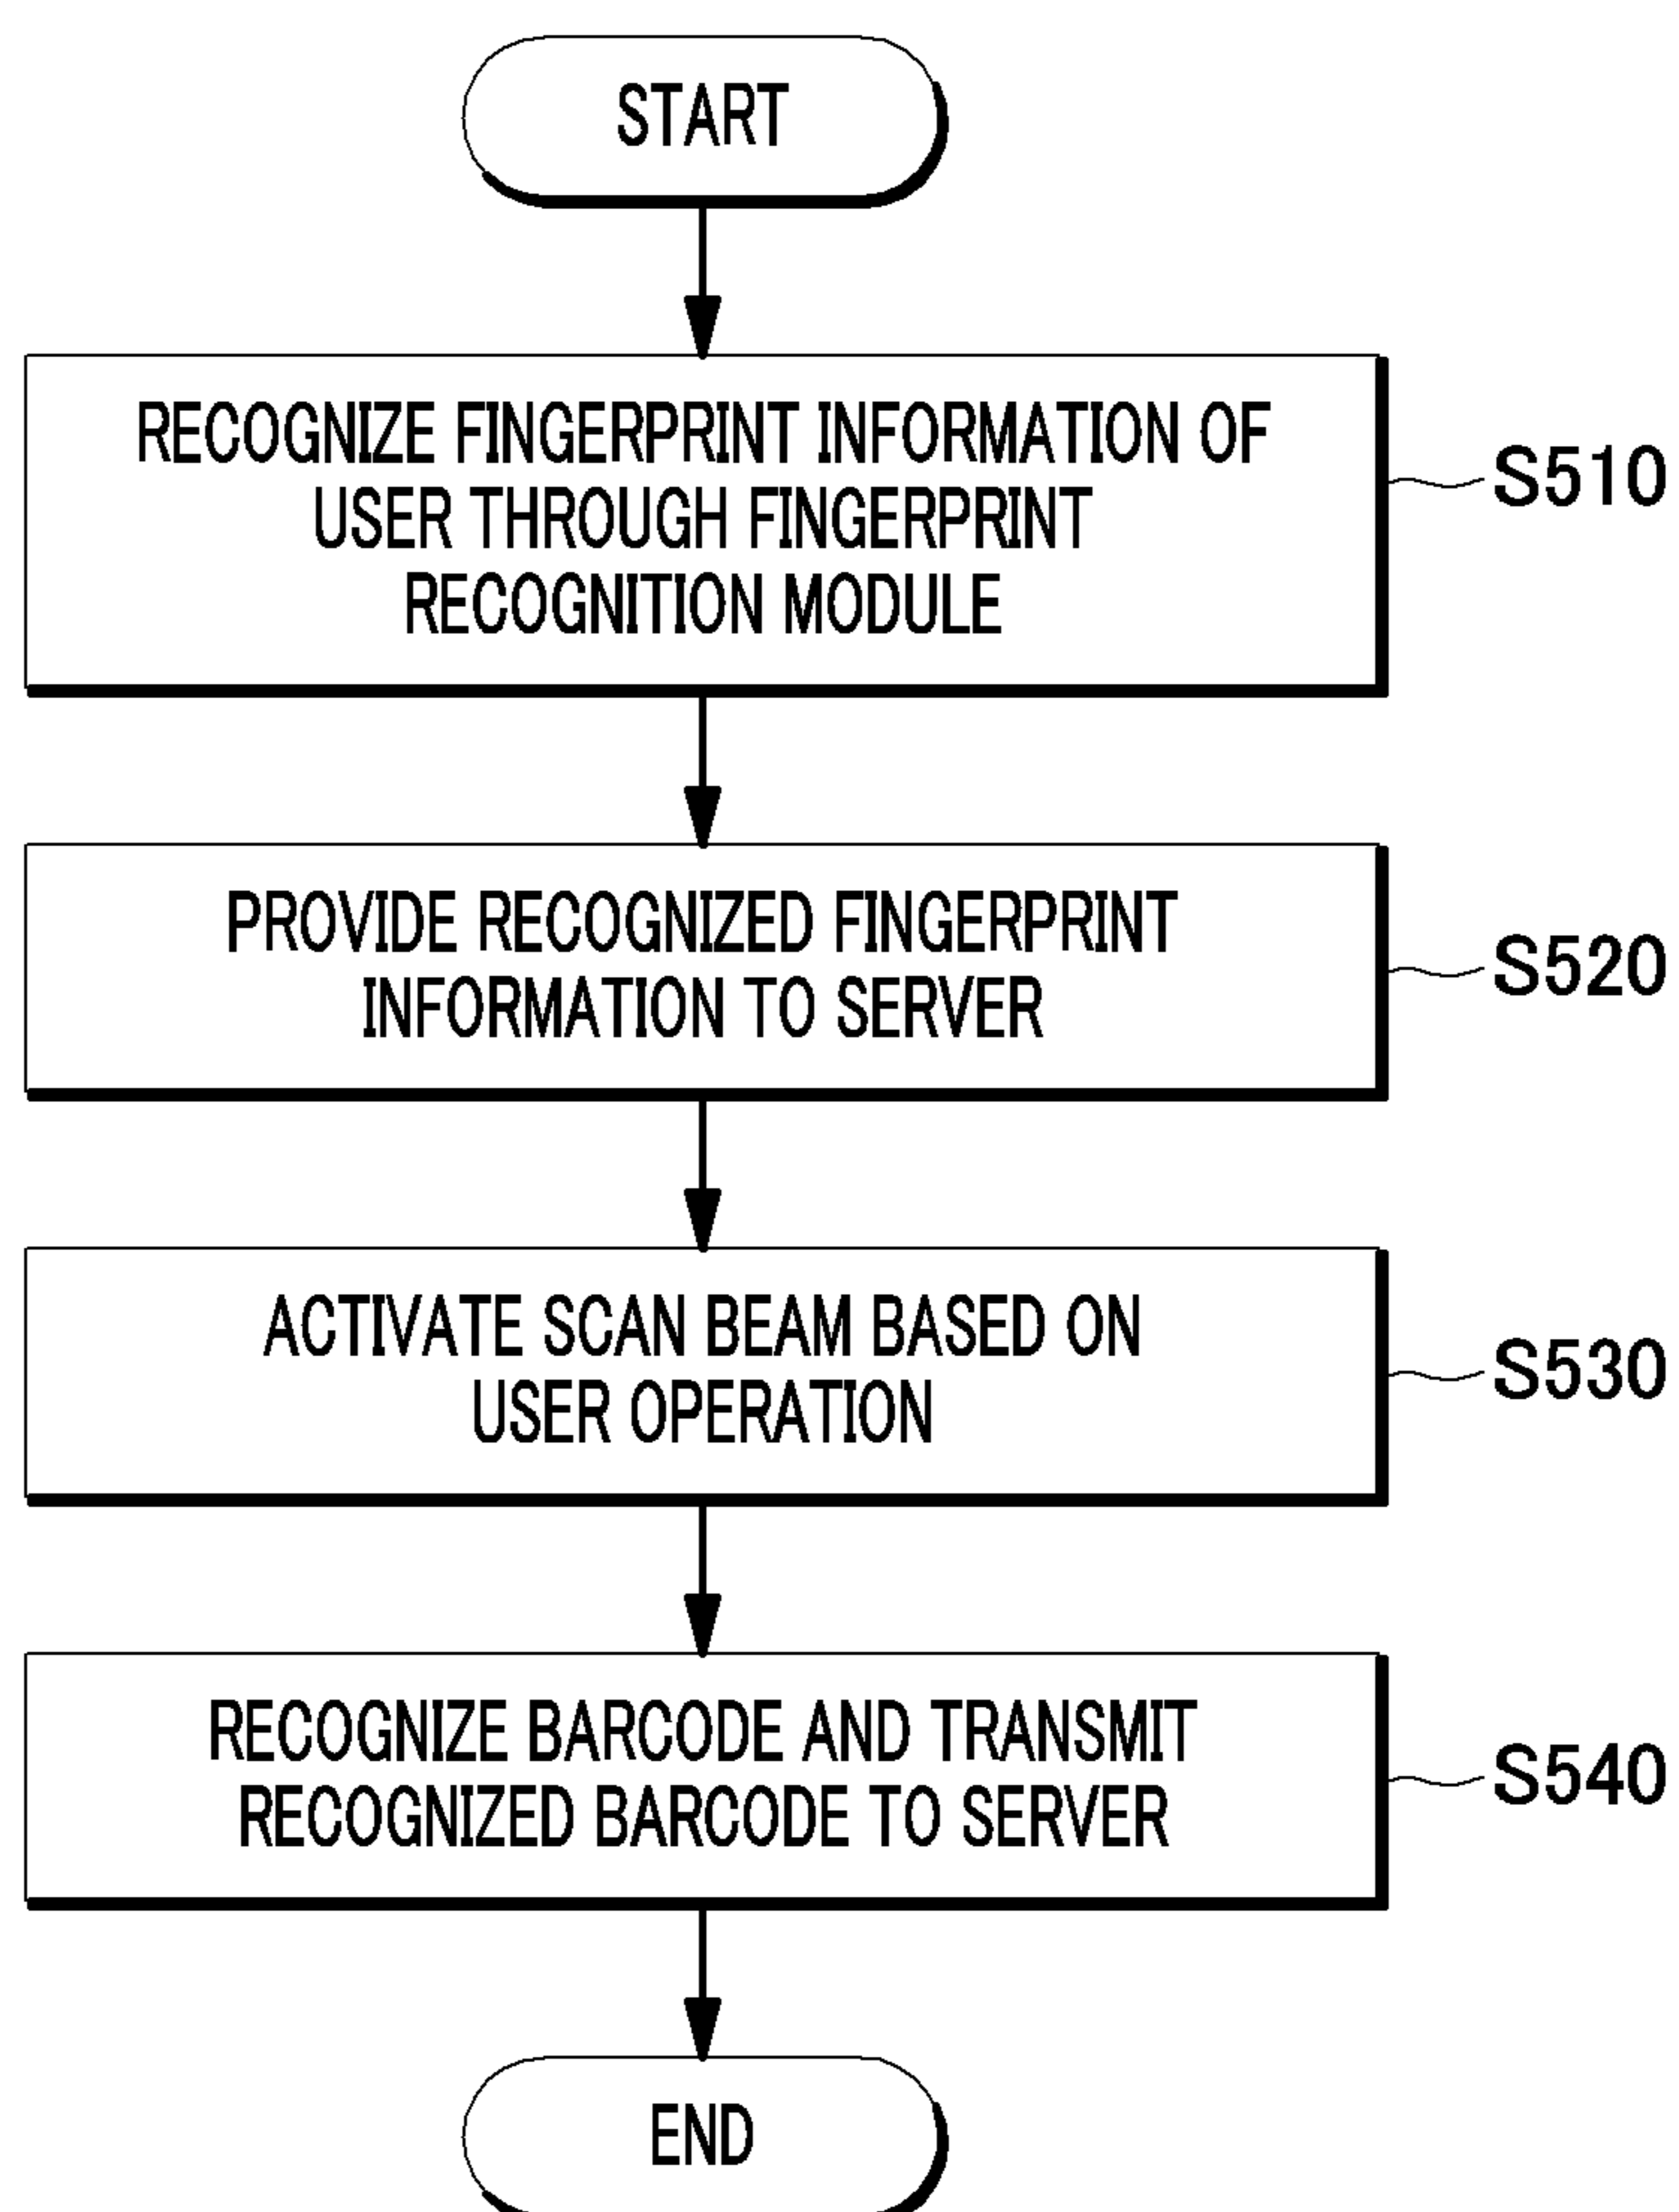 START
RECOGNIZE FINGERPRINT INFORMATION OF
USER THROUGH FINGERPRINT
RECOGNITION MODULE
S510
PROVIDE RECOGNIZED FINGERPRINT
INFORMATION TO SERVER
S520
ACTIVATE SCAN BEAM BASED ON
USER OPERATION
S530
RECOGNIZE BARCODE AND TRANSMIT
RECOGNIZED BARCODE TO SERVER
S540
END